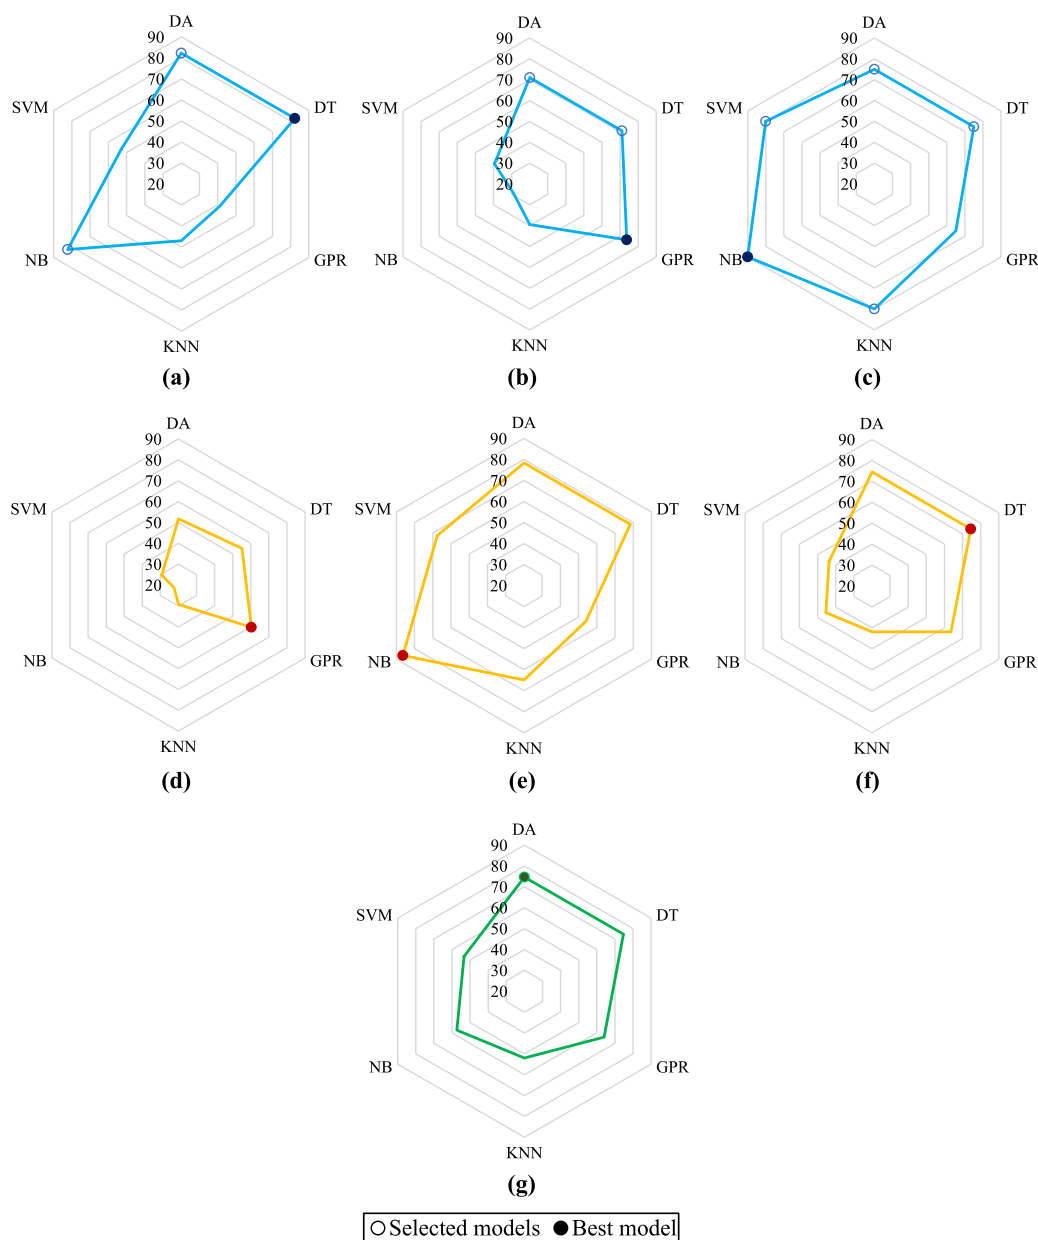 DA
90
80
70
60
50
40
30
20
SVM
DT
NB
GPR
KNN
(a)
DA
90
80
70
60
50
40
30
20
SVM
DT
NB
GPR
KNN
(b)
DA
90
80
70
60
50
40
30
20
SVM
DT
NB
GPR
KNN
(c)
DA
90
80
70
60
50
40
30
20
SVM
DT
NB
GPR
KNN
(d)
DA
90
80
70
60
50
40
30
20
SVM
DT
NB
GPR
KNN
(e)
DA
90
80
70
60
50
40
30
20
SVM
DT
NB
GPR
KNN
(f)
DA
90
80
70
60
50
40
30
20
SVM
DT
NB
GPR
KNN
(g)
Selected models Best model